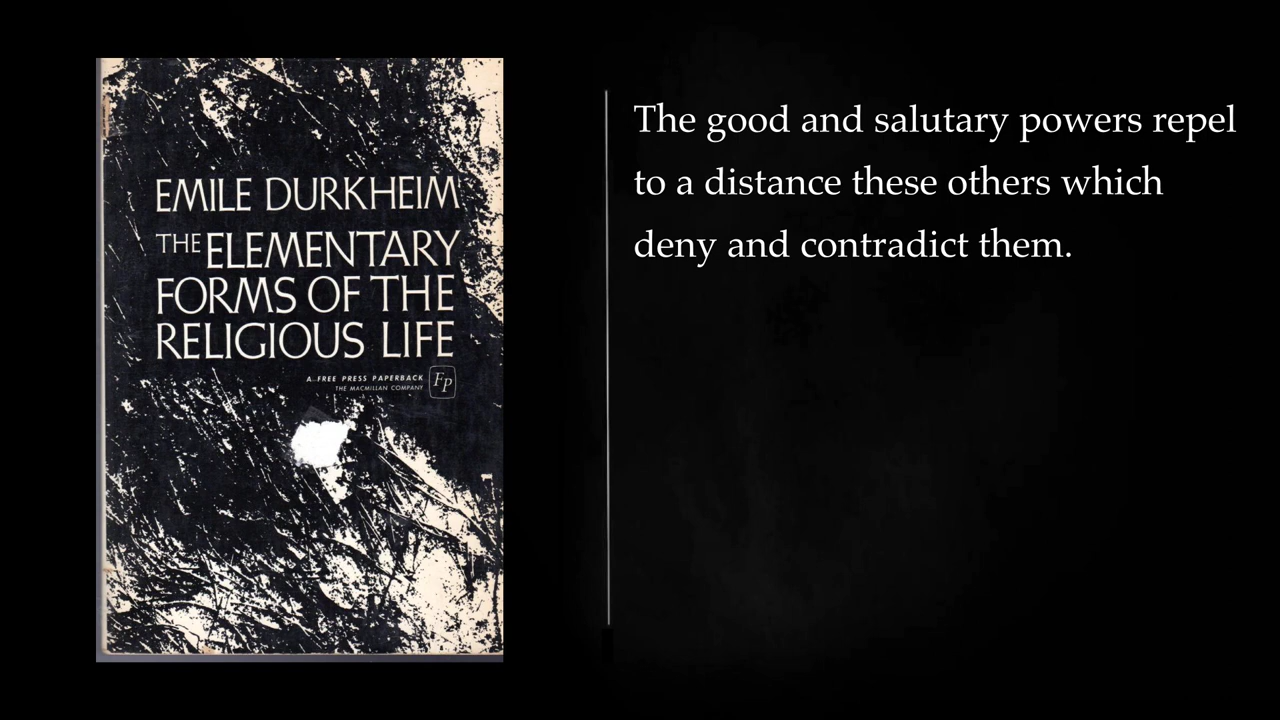 EMILE DURKHEIM
THE ELEMENTARY
FORMS OF THE
RELIGIOUS LIFE
A FREE PRESS PAPERBACK
THE MACMILLAN COMPANY
FP
The good and salutary powers repel
to a distance these others which
deny and contradict them.